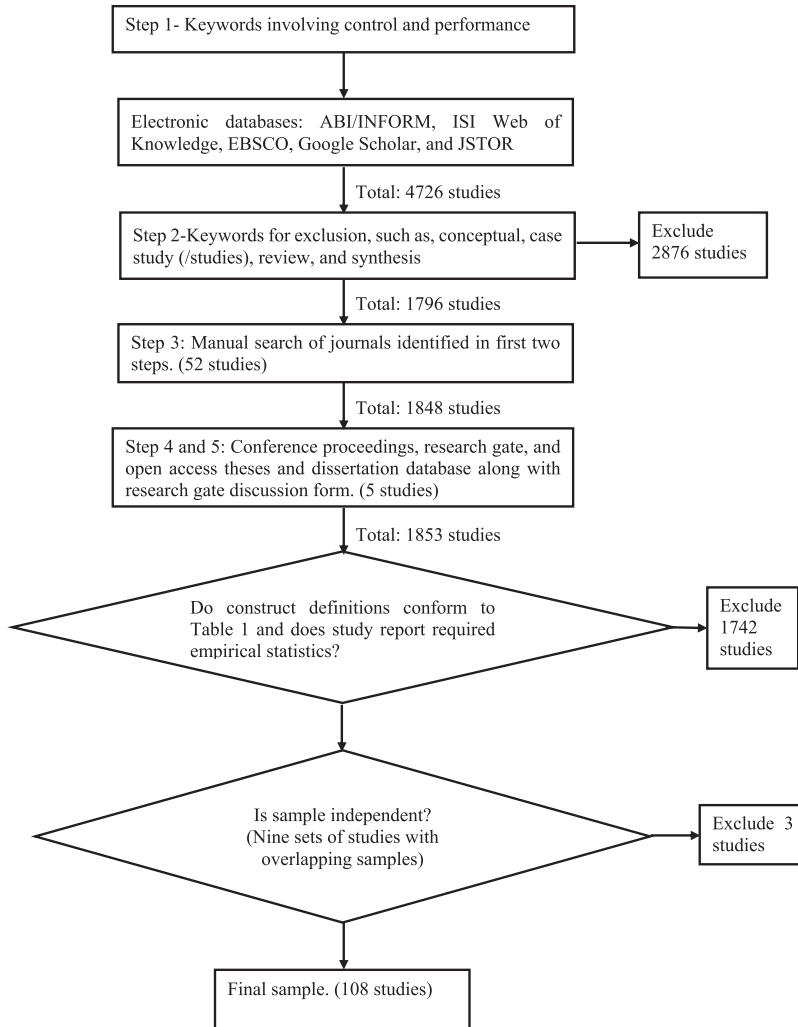 Step 1- Keywords involving control and performance
Electronic databases: ABI/INFORM, ISI Web of
Knowledge, EBSCO, Google Scholar, and JSTOR
Total: 4726 studies
Step 2-Keywords for exclusion, such as, conceptual, case
study (/studies), review, and synthesis
Exclude
2876 studies
Total: 1796 studies
Step 3: Manual search of journals identified in first two
steps. (52 studies)
Total: 1848 studies
Step 4 and 5: Conference proceedings, research gate, and
open access theses and dissertation database along with
research gate discussion form. (5 studies)
Total: 1853 studies
Do construct definitions conform to
Table 1 and does study report required
empirical statistics?
Exclude
1742
studies
Is sample independent?
(Nine sets of studies with
overlapping samples)
Exclude 3
studies
Final sample. (108 studies)